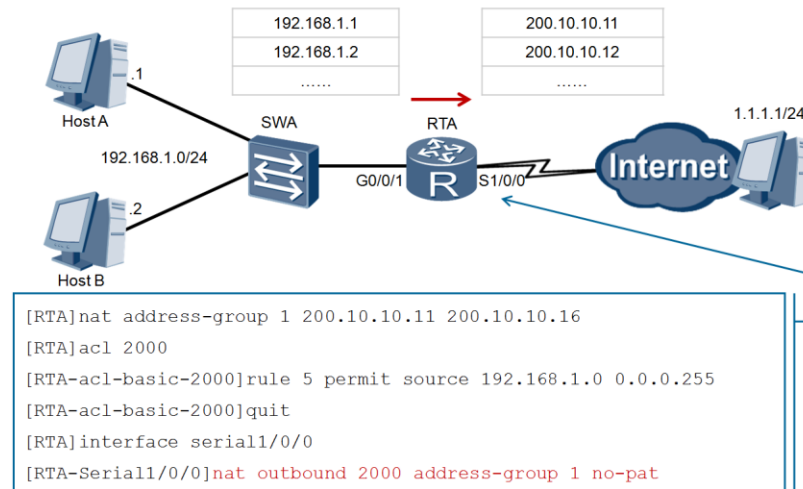 192.168.1.1
192.168.1.2
……
200.10.10.11
200.10.10.12
……
.1
Host A
SWA
RTA
1.1.1.1/24
192.168.1.0/24
G0/0/1
R
S1/0/0
Internet
.2
Host B
[RTA]nat address-group 1 200.10.10.11 200.10.10.16
[RTA]acl 2000
[RTA-acl-basic-2000]rule 5 permit source 192.168.1.0 0.0.0.255
[RTA-acl-basic-2000]quit
[RTA]interface serial1/0/0
[RTA-Serial1/0/0]nat outbound 2000 address-group 1 no-pat